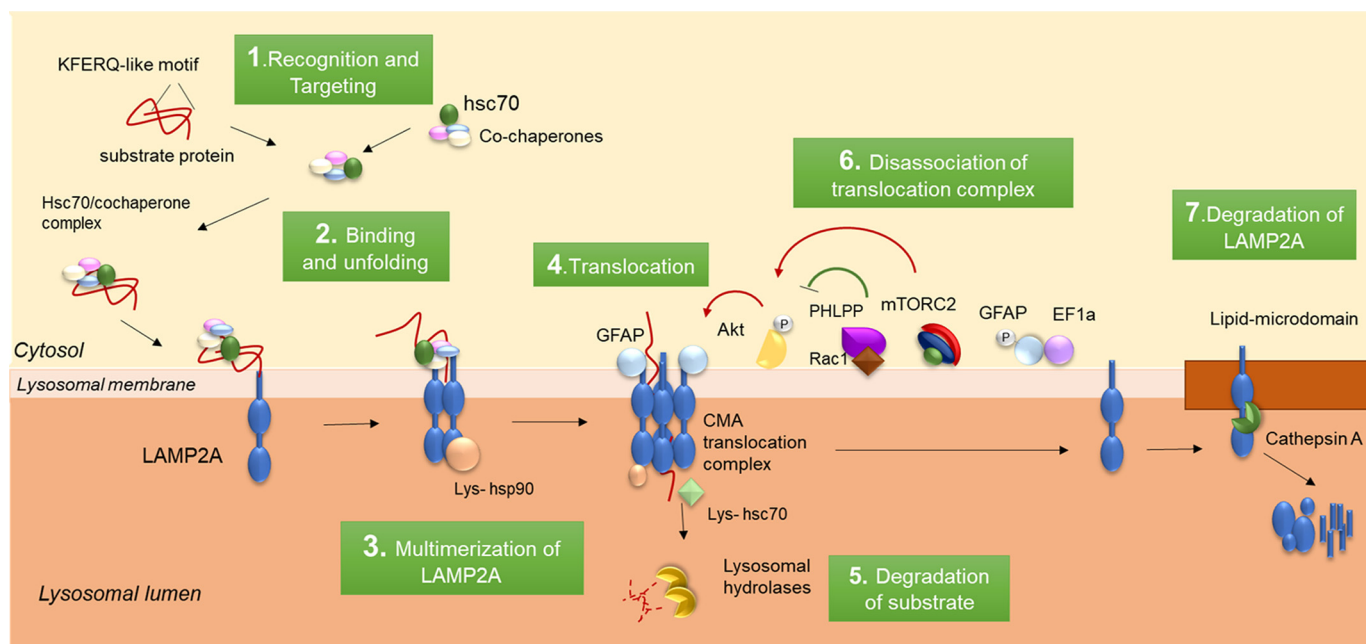 KFERQ-like motif
substrate protein
1.Recognition and
Targeting
hsc70
Co-chaperones
Hsc70/cochaperone
complex
2. Binding
and unfolding
Cytosol
Lysosomal membrane
LAMP2A
Lys- hsp90
3. Multimerization of
LAMP2A
Lysosomal lumen
4.Translocation
GFAP
CMA
translocation
complex
Lys- hsc70
Lysosomal
hydrolases
5. Degradation
of substrate
6. Disassociation of
translocation complex
Akt
P
PHLPP
Rac1
mTORC2
GFAP
P
EF1a
7.Degradation of
LAMP2A
Lipid-microdomain
Cathepsin A